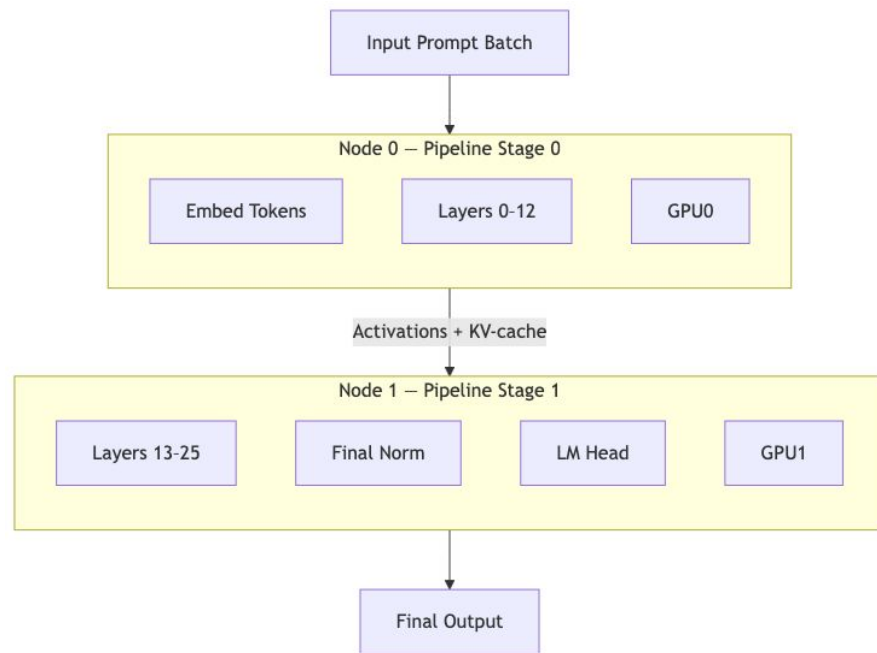 Input Prompt Batch
Node 0 — Pipeline Stage 0
Embed Tokens
Layers 0-12
GPU0
Activations + KV-cache
Node 1 — Pipeline Stage 1
Layers 13-25
Final Norm
LM Head
GPU1
Final Output